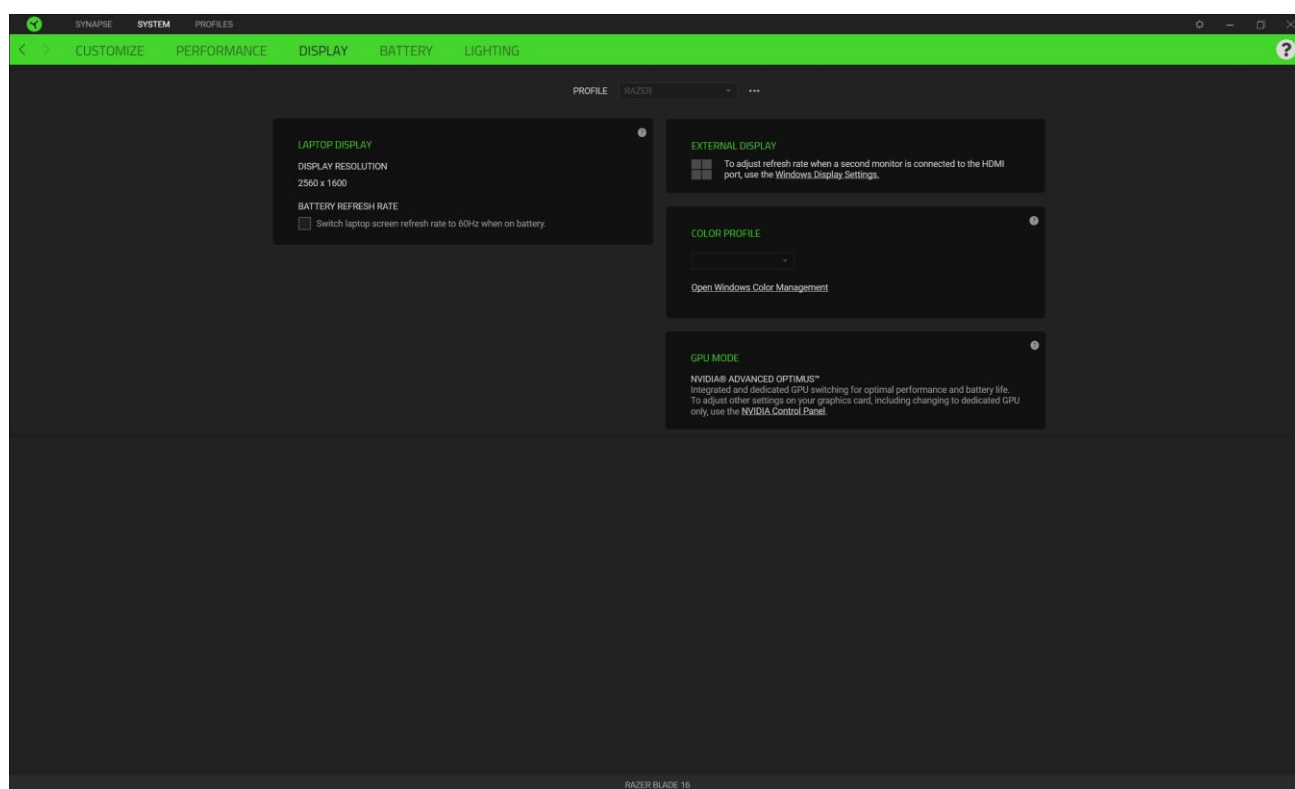 SYNAPSE SYSTEM PROFILES
CUSTOMIZE PERFORMANCE DISPLAY BATTERY LIGHTING
?
PROFILE RAZER
LAPTOP DISPLAY
?
DISPLAY RESOLUTION
2560 x 1600
BATTERY REFRESH RATE
Switch laptop screen refresh rate to 60Hz when on battery.
EXTERNAL DISPLAY
To adjust refresh rate when a second monitor is connected to the HDMI
port, use the Windows Display Settings.
?
COLOR PROFILE
Open Windows Color Management
?
GPU MODE
NVIDIA® ADVANCED OPTIMUS™
Integrated and dedicated GPU switching for optimal performance and battery life.
To adjust other settings on your graphics card, including changing to dedicated GPU
only, use the NVIDIA Control Panel.
RAZER BLADE 16